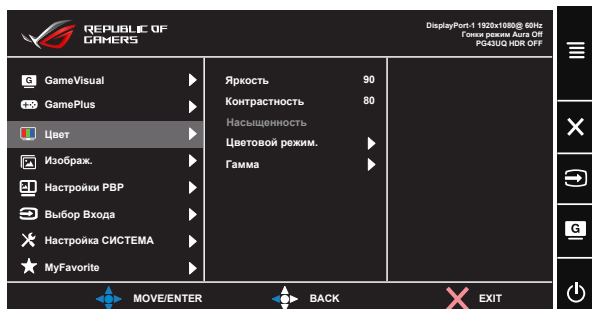 REPUBLIC OF
GAMERS
DisplayPort-1 1920x1080@ 60Hz
Гонки режим Aura Off
PG43UQ HDR OFF
G GameVisual
GamePlus
Цвет
Изображ.
Настройки PBP
Выбор Входа
Настройка СИСТЕМА
MyFavorite
Яркость 90
Контрастность 80
Насыщенность
Цветовой режим.
Гамма
G
MOVE/ENTER
BACK
EXIT